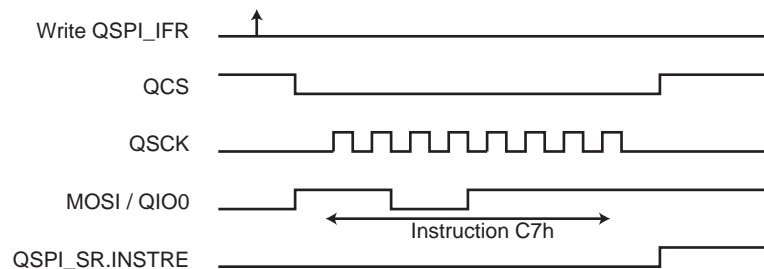 Write QSPI_IFR
QCS
QSCK
MOSI / QIO0
Instruction C7h
QSPI_SR.INSTRE